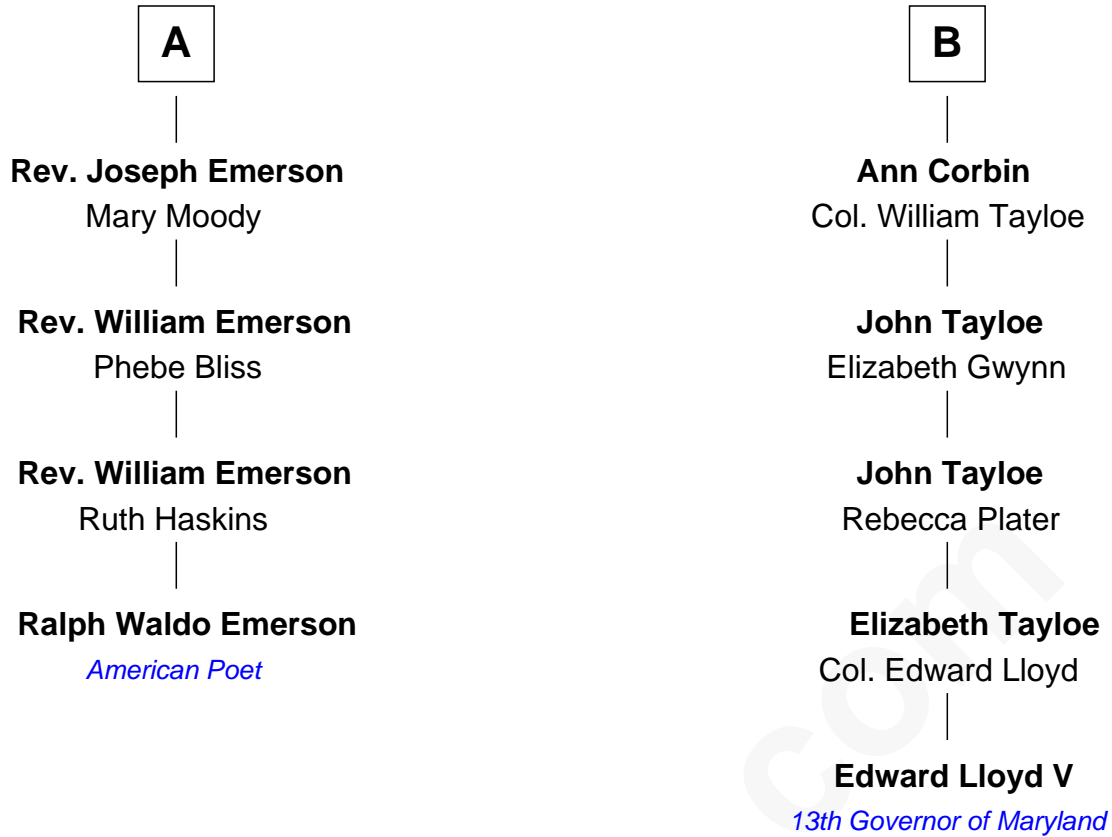 A
Rev. Joseph Emerson
Mary Moody
Rev. William Emerson
Phebe Bliss
Rev. William Emerson
Ruth Haskins
Ralph Waldo Emerson
American Poet
B
Ann Corbin
Col. William Tayloe
John Tayloe
Elizabeth Gwynn
John Tayloe
Rebecca Plater
Elizabeth Tayloe
Col. Edward Lloyd
Edward Lloyd V
13th Governor of Maryland
com